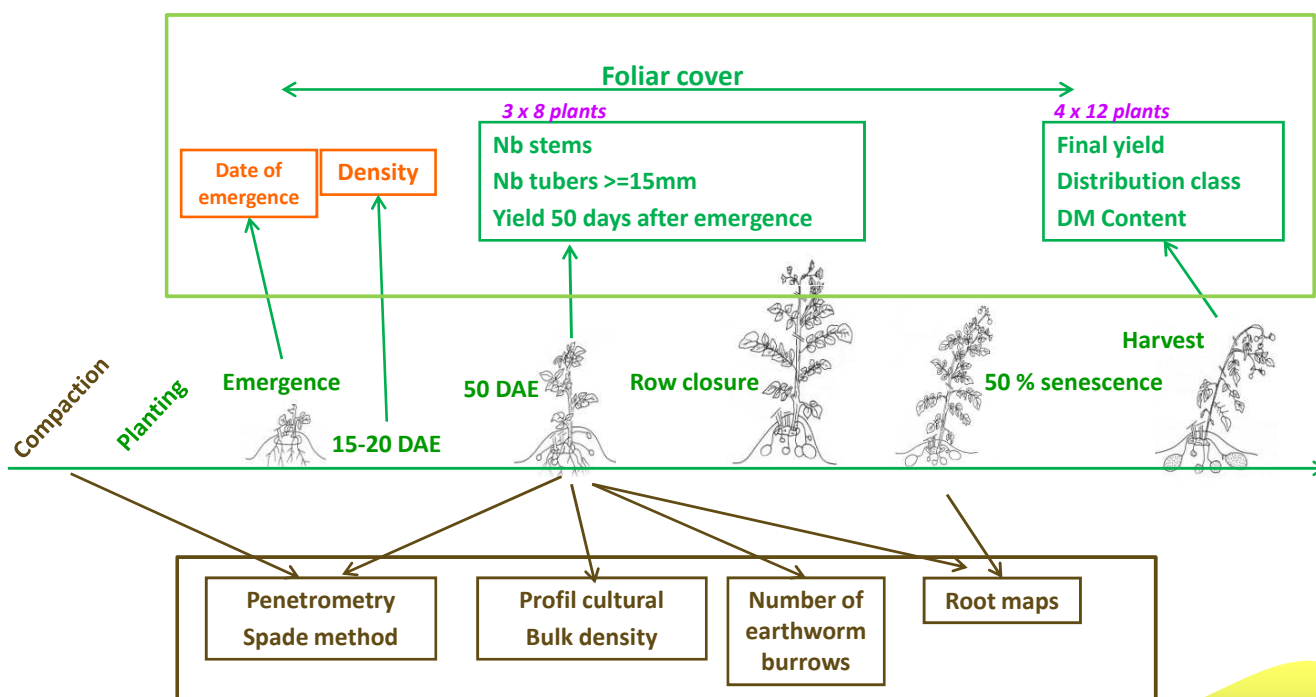 Foliar cover
3 x 8 plants
4 x 12 plants
Date of
emergence
Density
Nb stems
Nb tubers >=15mm
Yield 50 days after emergence
Final yield
Distribution class
DM Content
Compaction
Planting
Emergence
15-20 DAE
50 DAE
Row closure
50 % senescence
Harvest
Penetrometry
Spade method
Profil cultural
Bulk density
Number of
earthworm
burrows
Root maps